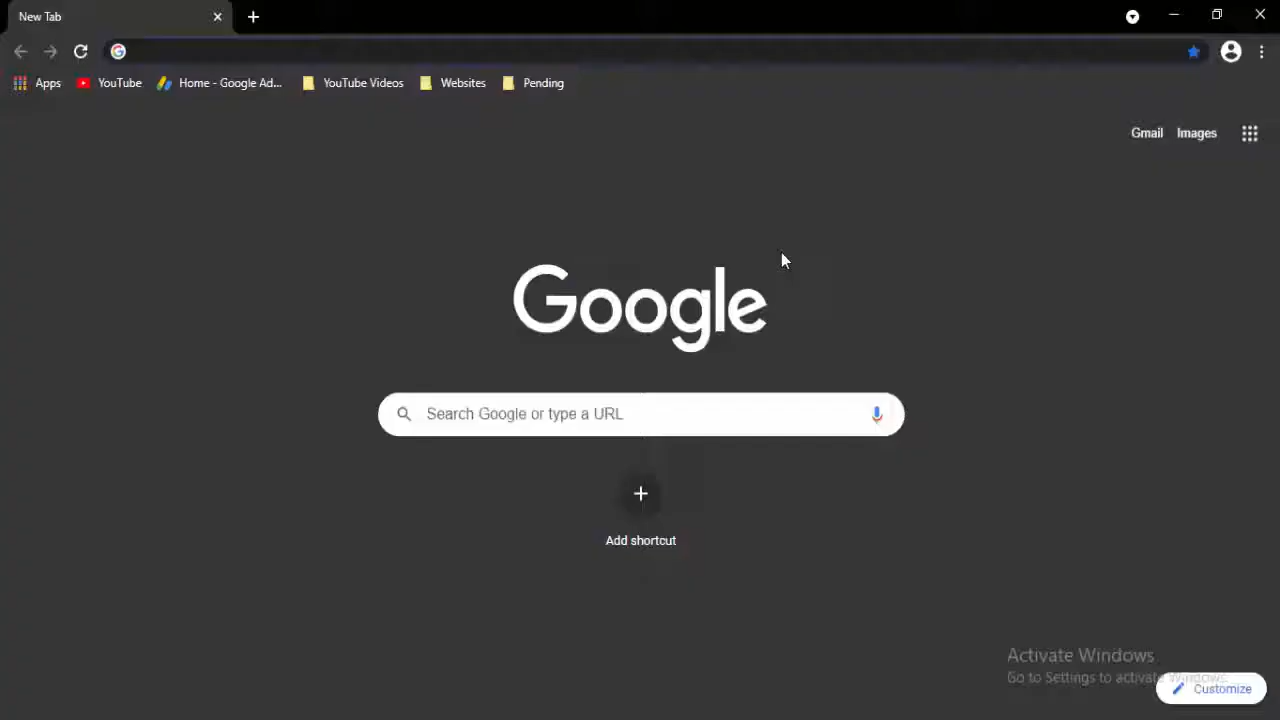 New Tab
Apps YouTube Home - Google Ad... YouTube Videos Websites Pending
Gmail Images
Google
Search Google or type a URL
Add shortcut
Activate Windows
Go to Settings to activate Windows.
Customize